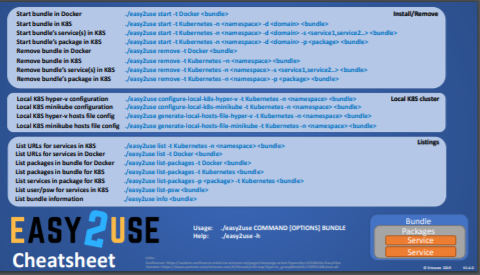 Install/Remove
Start bundle in Docker ./easy2use start -t Docker <bundle>
Start bundle in K8S ./easy2use start -t Kubernetes -n <namespace> -d <domain> <bundle>
Start bundle's service(s) in K8S ./easy2use start -t Kubernetes -n <namespace> -d <domain> -s <service1,service2..> <bundle>
Start bundle's package in K8S ./easy2use start -t Kubernetes -n <namespace> -d <domain> -p <package> <bundle>
Remove bundle in Docker ./easy2use remove -t Docker <bundle>
Remove bundle in K8S ./easy2use remove -t Kubernetes -n <namespace> <bundle>
Remove bundle's service(s) in K8S ./easy2use remove -t Kubernetes -n <namespace> -s <service1,service2..> <bundle>
Remove bundle's package in K8S ./easy2use remove -t Kubernetes -n <namespace> -p <package> <bundle>
Local K8S cluster
Local K8S hyper-v configuration ./easy2use configure-local-k8s-hyper-v -t Kubernetes -n <namespace> <bundle>
Local K8S minikube configuration ./easy2use configure-local-k8s-minikube -t Kubernetes -n <namespace> <bundle>
Local K8S hyper-v hosts file config ./easy2use generate-local-hosts-file-hyper-v -t Kubernetes -n <namespace> <bundle>
Local K8S minikube hosts file config ./easy2use generate-local-hosts-file-minikube -t Kubernetes -n <namespace> <bundle>
Listings
List URLs for services in K8S ./easy2use list -t Kubernetes -n <namespace> <bundle>
List URLs for services in Docker ./easy2use list -t Docker <bundle>
List packages in bundle for Docker ./easy2use list-packages -t Docker <bundle>
List packages in bundle for K8S ./easy2use list-packages -t Kubernetes <bundle>
List services in package for K8S ./easy2use list-packages -p <package> -t Kubernetes <bundle>
List user/psw for services in K8S ./easy2use list-psw <bundle>
List bundle information ./easy2use info <bundle>
EASY2USE
Cheatsheet
Usage: ./easy2use COMMAND [OPTIONS] BUNDLE
Help: ./easy2use -h
Bundle
Packages
Service
Service